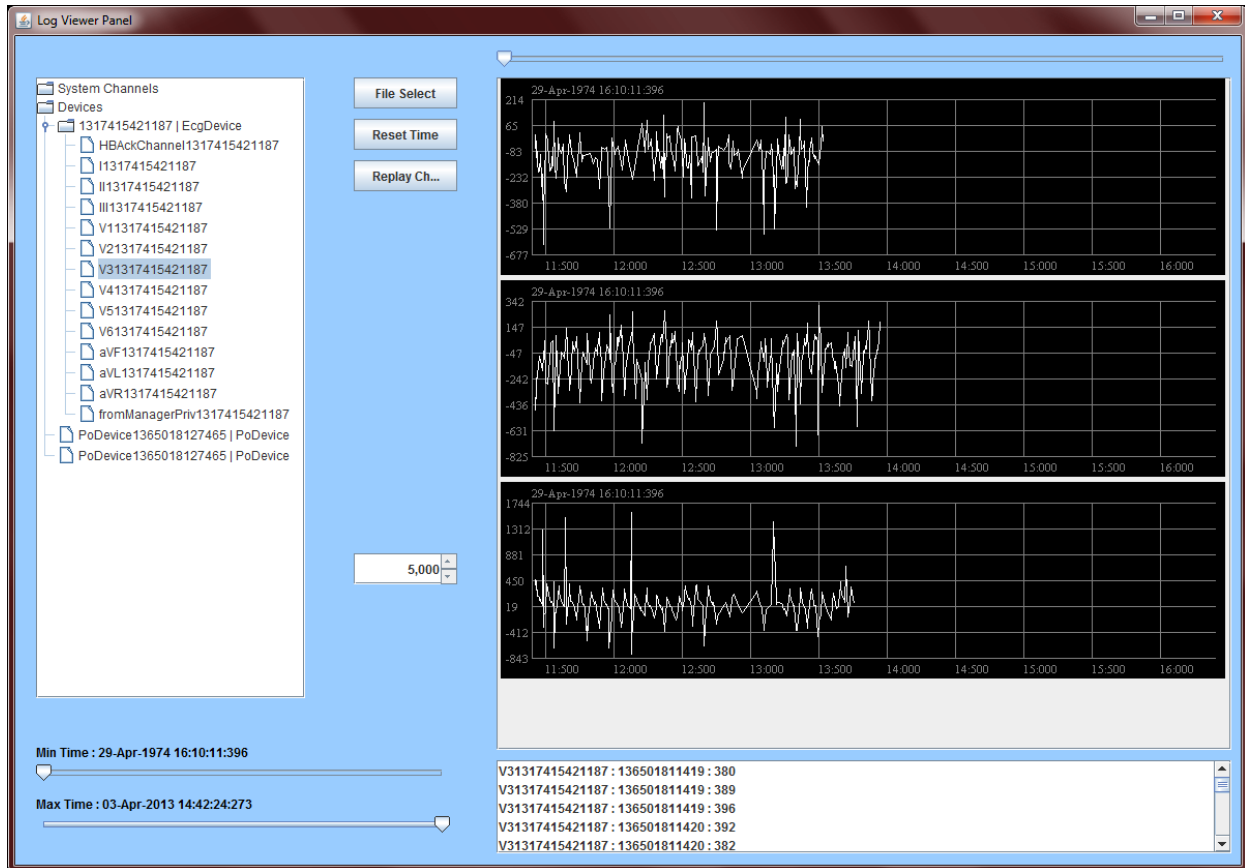 Log Viewer Panel
System Channels
Devices
1317415421187 | EcgDevice
HBAckChannel1317415421187
I1317415421187
II1317415421187
III1317415421187
V11317415421187
V21317415421187
V31317415421187
V41317415421187
V51317415421187
V61317415421187
aVF1317415421187
aVL1317415421187
aVR1317415421187
fromManagerPriv1317415421187
PoDevice1365018127465 | PoDevice
PoDevice1365018127465 | PoDevice
File Select
Reset Time
Replay Ch...
5,000
Min Time : 29-Apr-1974 16:10:11:396
Max Time : 03-Apr-2013 14:42:24:273
29-Apr-1974 16:10:11:396
214
65
-83
-232
-380
-529
-677
11:500 12:000 12:500 13:000 13:500 14:000 14:500 15:000 15:500 16:000
29-Apr-1974 16:10:11:396
342
147
-47
-242
-436
-631
-825
11:500 12:000 12:500 13:000 13:500 14:000 14:500 15:000 15:500 16:000
29-Apr-1974 16:10:11:396
1744
1312
881
450
19
-412
-843
11:500 12:000 12:500 13:000 13:500 14:000 14:500 15:000 15:500 16:000
V31317415421187 : 136501811419 : 380
V31317415421187 : 136501811419 : 389
V31317415421187 : 136501811419 : 396
V31317415421187 : 136501811420 : 392
V31317415421187 : 136501811420 : 382